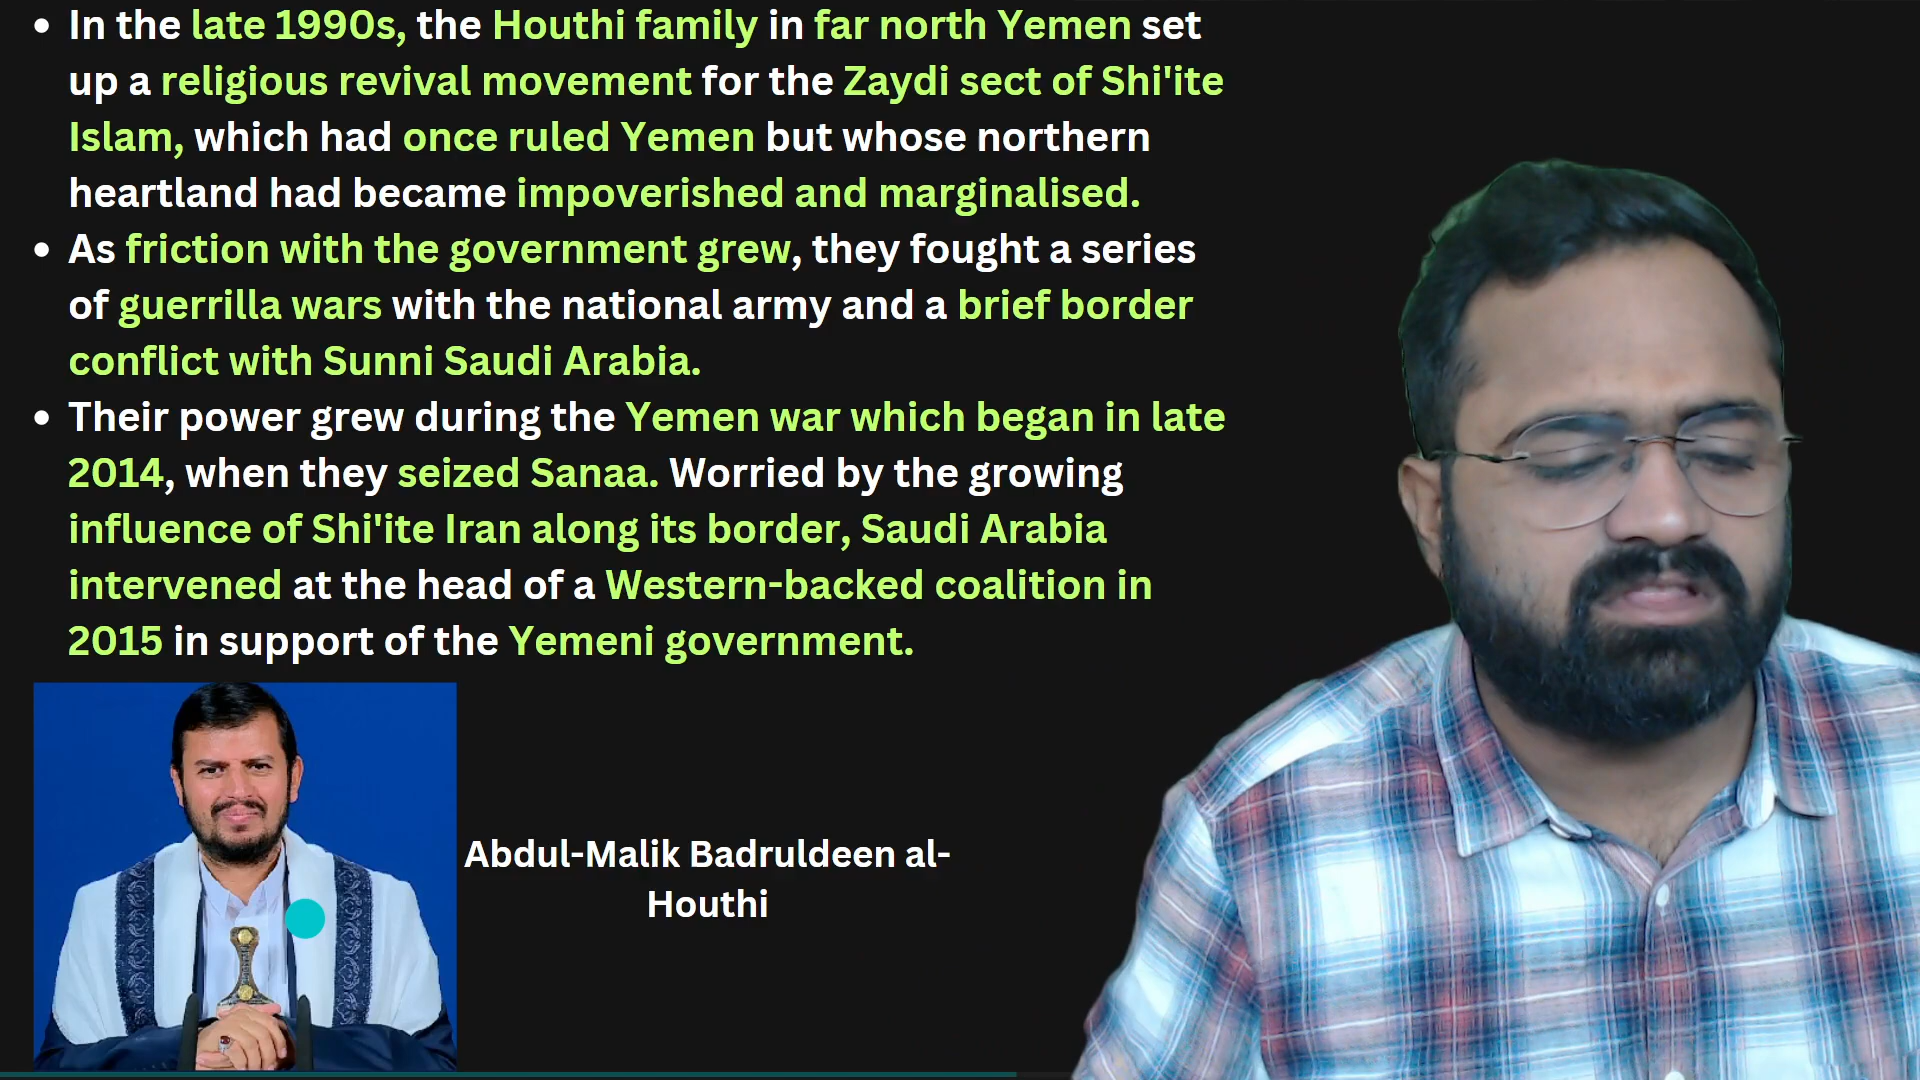 • In the late 1990s, the Houthi family in far north Yemen set
up a religious revival movement for the Zaydi sect of Shi'ite
Islam, which had once ruled Yemen but whose northern
heartland had became impoverished and marginalised.
• As friction with the government grew, they fought a series
of guerrilla wars with the national army and a brief border
conflict with Sunni Saudi Arabia.
• Their power grew during the Yemen war which began in late
2014, when they seized Sanaa. Worried by the growing
influence of Shi'ite Iran along its border, Saudi Arabia
intervened at the head of a Western-backed coalition in
2015 in support of the Yemeni government.
Abdul-Malik Badruldeen al-
Houthi